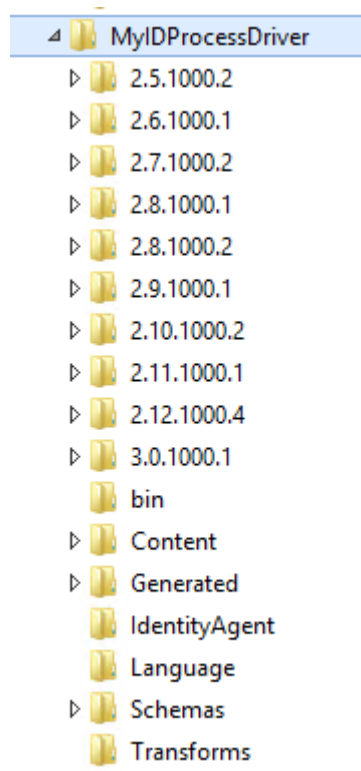 MyIDProcessDriver
2.5.1000.2
2.6.1000.1
2.7.1000.2
2.8.1000.1
2.8.1000.2
2.9.1000.1
2.10.1000.2
2.11.1000.1
2.12.1000.4
3.0.1000.1
bin
Content
Generated
IdentityAgent
Language
Schemas
Transforms